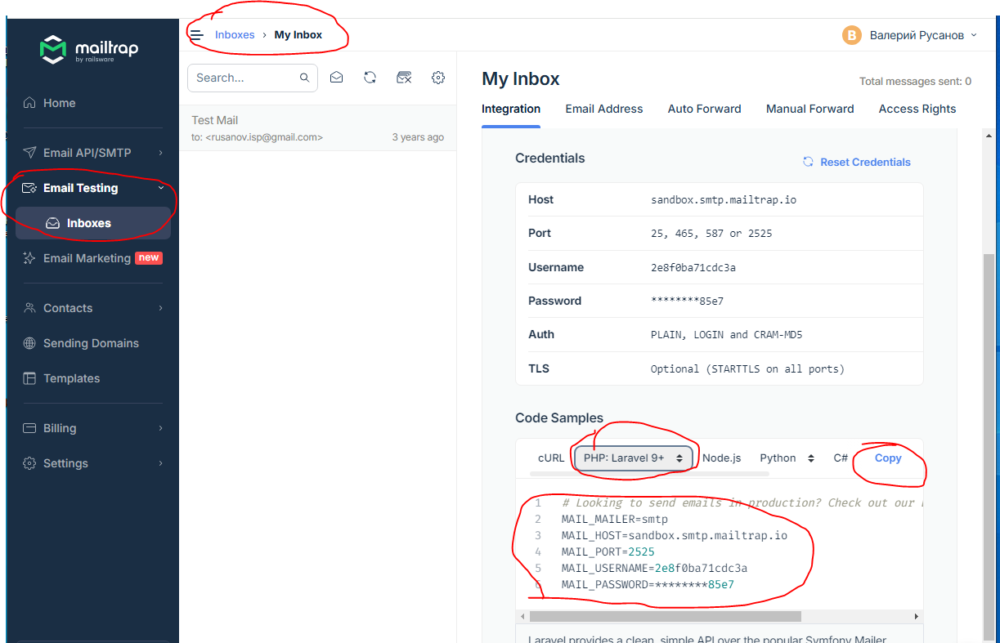 mailtrap
by railsware
Home
Email API/SMTP
Email Testing
Inboxes
Email Marketing new
Contacts
Sending Domains
Templates
Billing
Settings
Inboxes › My Inbox
В Валерий Русанов
Search...
Test Mail
to: <rusanov.isp@gmail.com> 3 years ago
My Inbox
Total messages sent: 0
Integration Email Address Auto Forward Manual Forward Access Rights
Credentials
Reset Credentials
Host sandbox.smtp.mailtrap.io
Port 25, 465, 587 or 2525
Username 2e8f0ba71cdc3a
Password ********85e7
Auth PLAIN, LOGIN and CRAM-MD5
TLS Optional (STARTTLS on all ports)
Code Samples
cURL PHP: Laravel 9+ Node.js Python C# Copy
1 # Looking to send emails in production? Check out our
2 MAIL_MAILER=smtp
3 MAIL_HOST=sandbox.smtp.mailtrap.io
4 MAIL_PORT=2525
5 MAIL_USERNAME=2e8f0ba71cdc3a
6 MAIL_PASSWORD=********85e7
Laravel provides a clean, simple API over the popular Symfony Mailer